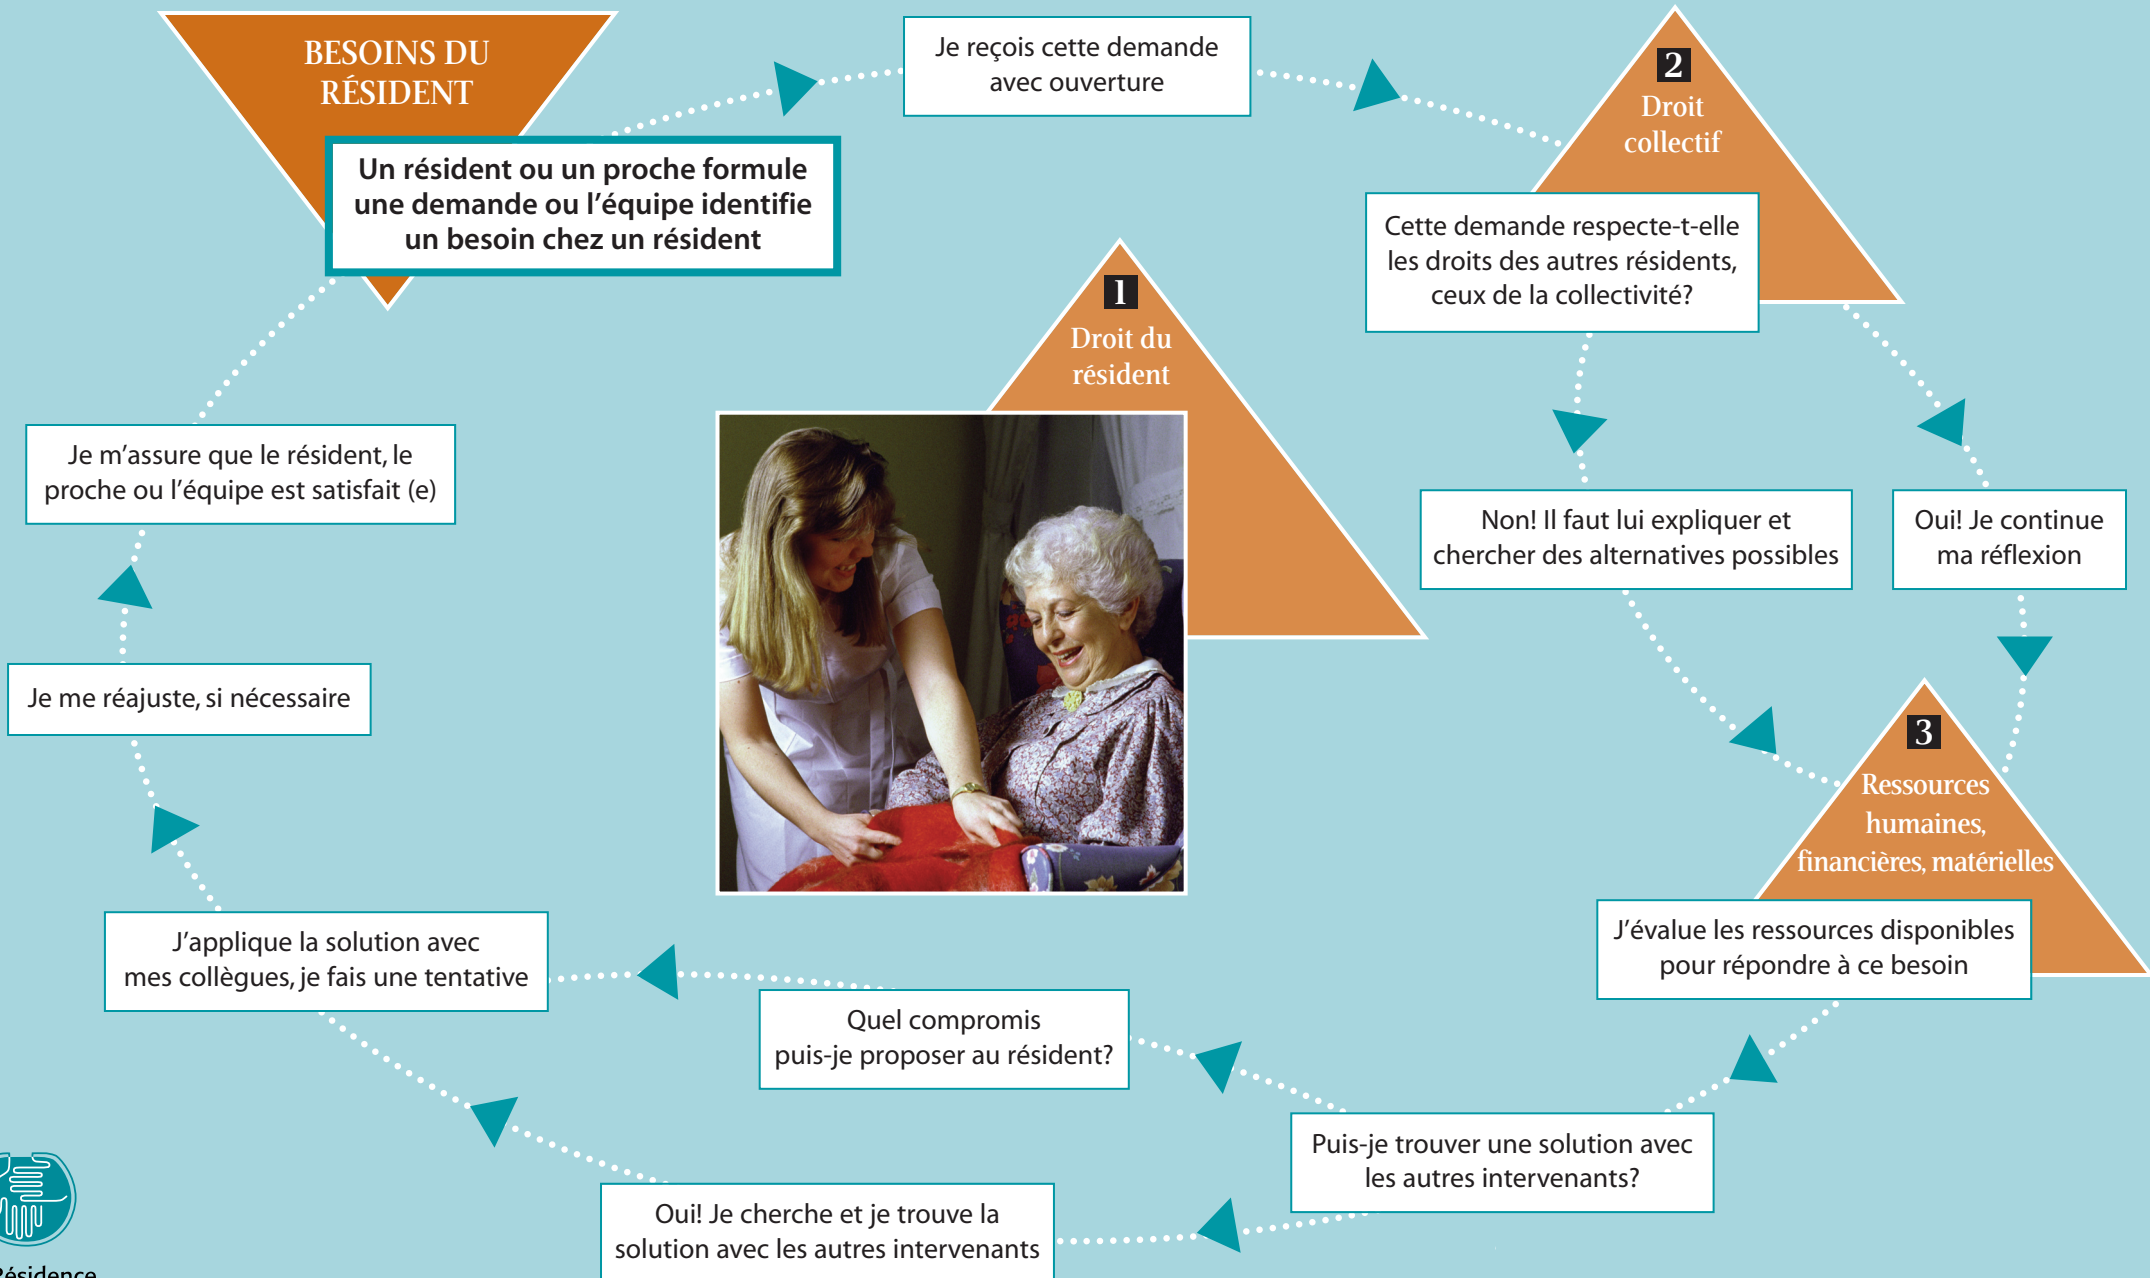 BESOINS DU
RÉSIDENT
Un résident ou un proche formule
une demande ou l’équipe identifie
un besoin chez un résident
Je reçois cette demande
avec ouverture
2
Droit
collectif
Cette demande respecte-t-elle
les droits des autres résidents,
ceux de la collectivité?
1
Droit du
résident
Non! Il faut lui expliquer et
chercher des alternatives possibles
Oui! Je continue
ma réflexion
3
Ressources
humaines,
financières, matérielles
J’évalue les ressources disponibles
pour répondre à ce besoin
Puis-je trouver une solution avec
les autres intervenants?
Quel compromis
puis-je proposer au résident?
Oui! Je cherche et je trouve la
solution avec les autres intervenants
J’applique la solution avec
mes collègues, je fais une tentative
Je me réajuste, si nécessaire
Je m’assure que le résident, le
proche ou l’équipe est satisfait (e)
Résidence